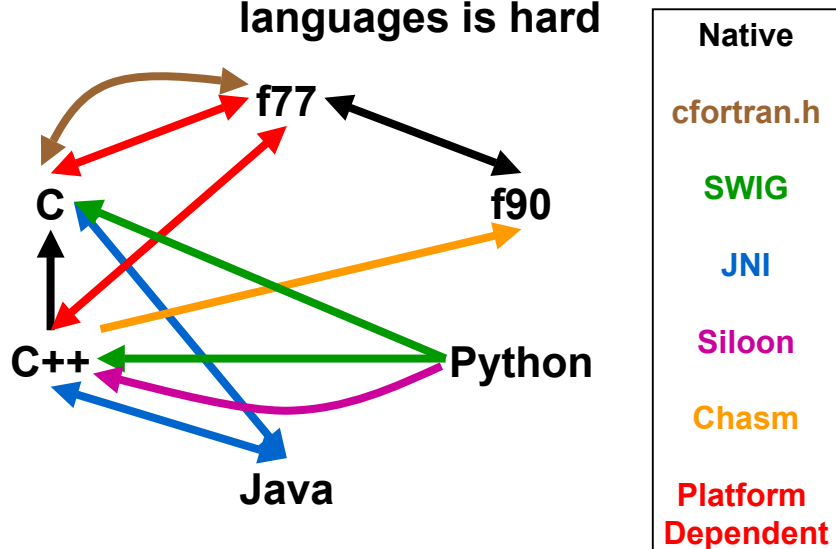 languages is hard
f77
C
f90
C++
Python
Java
Native
cfortran.h
SWIG
JNI
Siloon
Chasm
Platform
Dependent